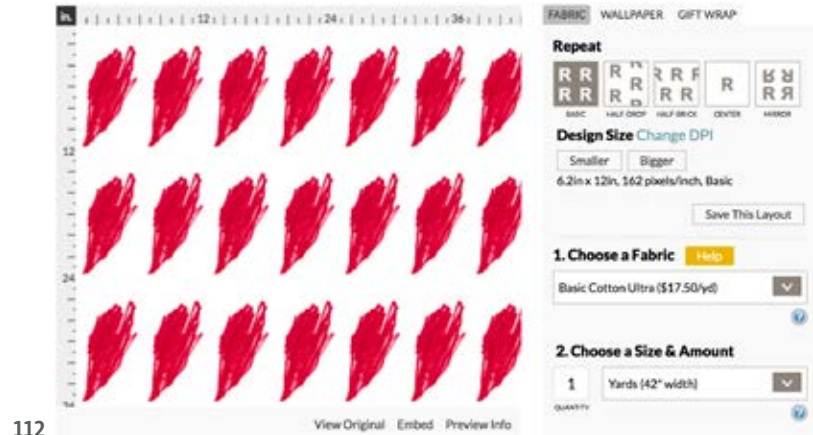 in. 12 24 36
12
24
112
View Original Embed Preview Info
FABRIC WALLPAPER GIFT WRAP
Repeat
R R R R R R R R
R R R R R
BASIC HALF-DROP HALF-BRICK CENTER MIRROR
Design Size Change DPI
Smaller Bigger
6.2in x 12in, 162 pixels/inch, Basic
Save This Layout
1. Choose a Fabric Help
Basic Cotton Ultra ($17.50/yd)
?
2. Choose a Size & Amount
1 Yards (42" width)
QUANTITY
?